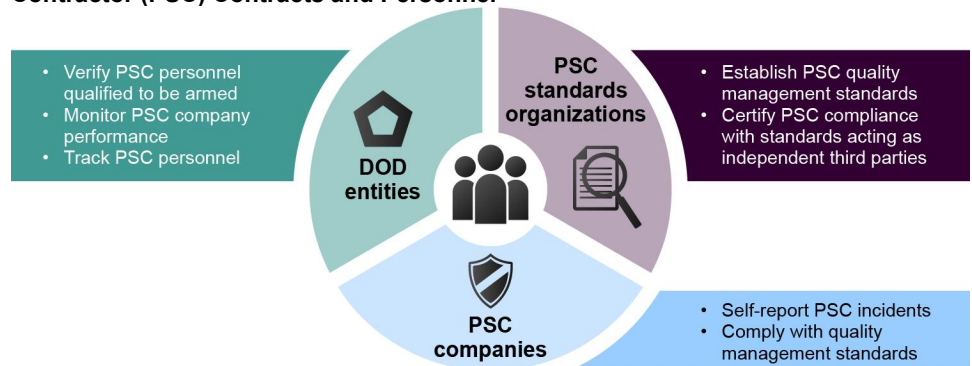 Contractor (PSC) Contracts and Personnel
• Verify PSC personnel
qualified to be armed
• Monitor PSC company
performance
• Track PSC personnel
DOD
entities
PSC
standards
organizations
• Establish PSC quality
management standards
• Certify PSC compliance
with standards acting as
independent third parties
PSC
companies
• Self-report PSC incidents
• Comply with quality
management standards